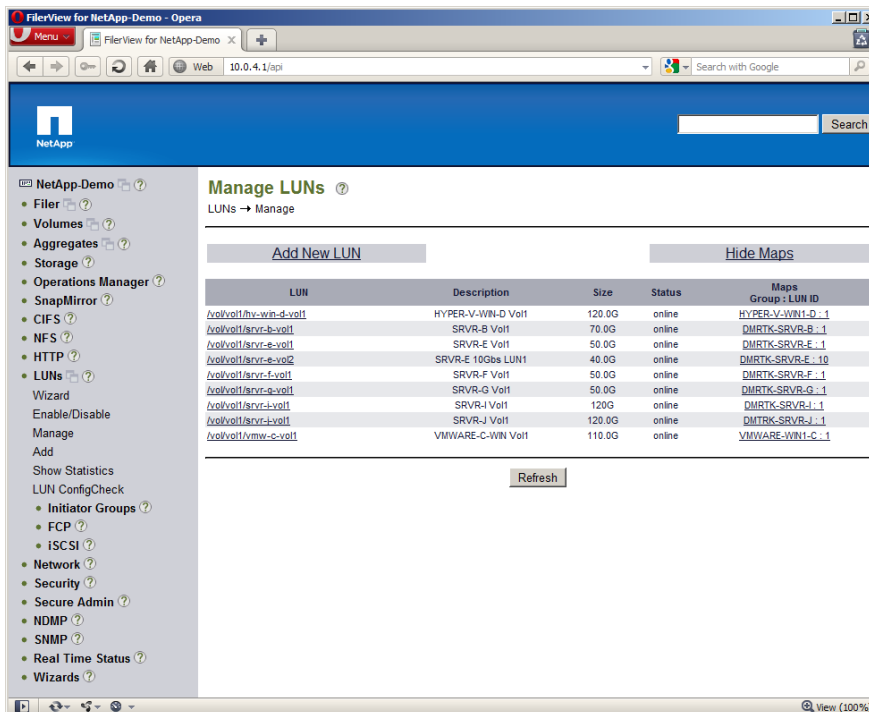 FilerView for NetApp-Demo - Opera
Menu
FilerView for NetApp-Demo
Web 10.0.4.1/api
Search with Google
NetApp
Search
NetApp-Demo
Filer
Volumes
Aggregates
Storage
Operations Manager
SnapMirror
CIFS
NFS
HTTP
LUNs
Wizard
Enable/Disable
Manage
Add
Show Statistics
LUN ConfigCheck
Initiator Groups
FCP
iSCSI
Network
Security
Secure Admin
NDMP
SNMP
Real Time Status
Wizards
Manage LUNs
LUNs → Manage
Add New LUN Hide Maps
LUN Description Size Status Maps
Group : LUN ID
/vol/vol1/hv-win-d-vol1 HYPER-V-WIN-D Vol1 120.0G online HYPER-V-WIN1-D : 1
/vol/vol1/srvr-b-vol1 SRVR-B Vol1 70.0G online DMRTK-SRVR-B : 1
/vol/vol1/srvr-e-vol1 SRVR-E Vol1 50.0G online DMRTK-SRVR-E : 1
/vol/vol1/srvr-e-vol2 SRVR-E 10Gbs LUN1 40.0G online DMRTK-SRVR-E : 10
/vol/vol1/srvr-f-vol1 SRVR-F Vol1 50.0G online DMRTK-SRVR-F : 1
/vol/vol1/srvr-g-vol1 SRVR-G Vol1 50.0G online DMRTK-SRVR-G : 1
/vol/vol1/srvr-i-vol1 SRVR-I Vol1 120G online DMRTK-SRVR-I : 1
/vol/vol1/srvr-j-vol1 SRVR-J Vol1 120.0G online DMTRK-SRVR-J : 1
/vol/vol1/vmw-c-vol1 VMWARE-C-WIN Vol1 110.0G online VMWARE-WIN1-C : 1
Refresh
View (100%)